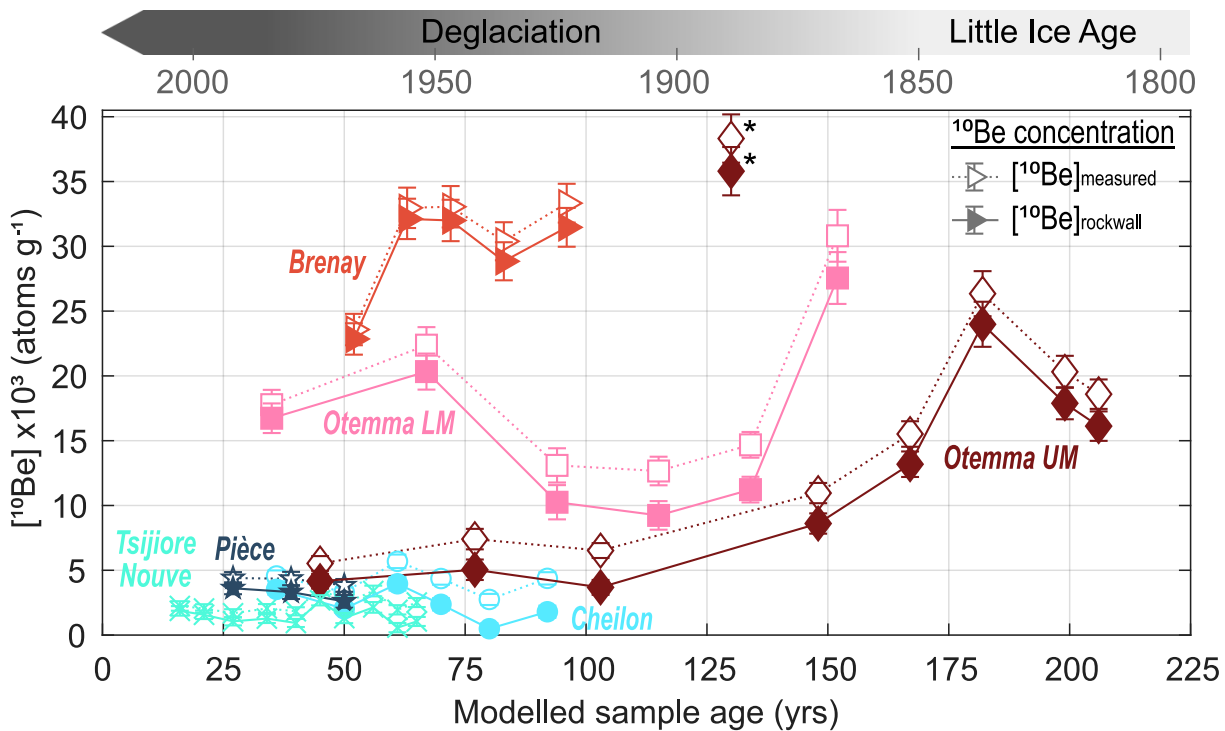 Deglaciation Little Ice Age
2000 1950 1900 1850 1800
40
35
30
25
20
15
10
5
0
[¹⁰Be] x10³ (atoms g⁻¹)
¹⁰Be concentration
[¹⁰Be]measured
[¹⁰Be]rockwall
*
*
Brenay
Otemma LM
Otemma UM
Tsijiore
Nouve
Pièce
Cheilon
0 25 50 75 100 125 150 175 200 225
Modelled sample age (yrs)